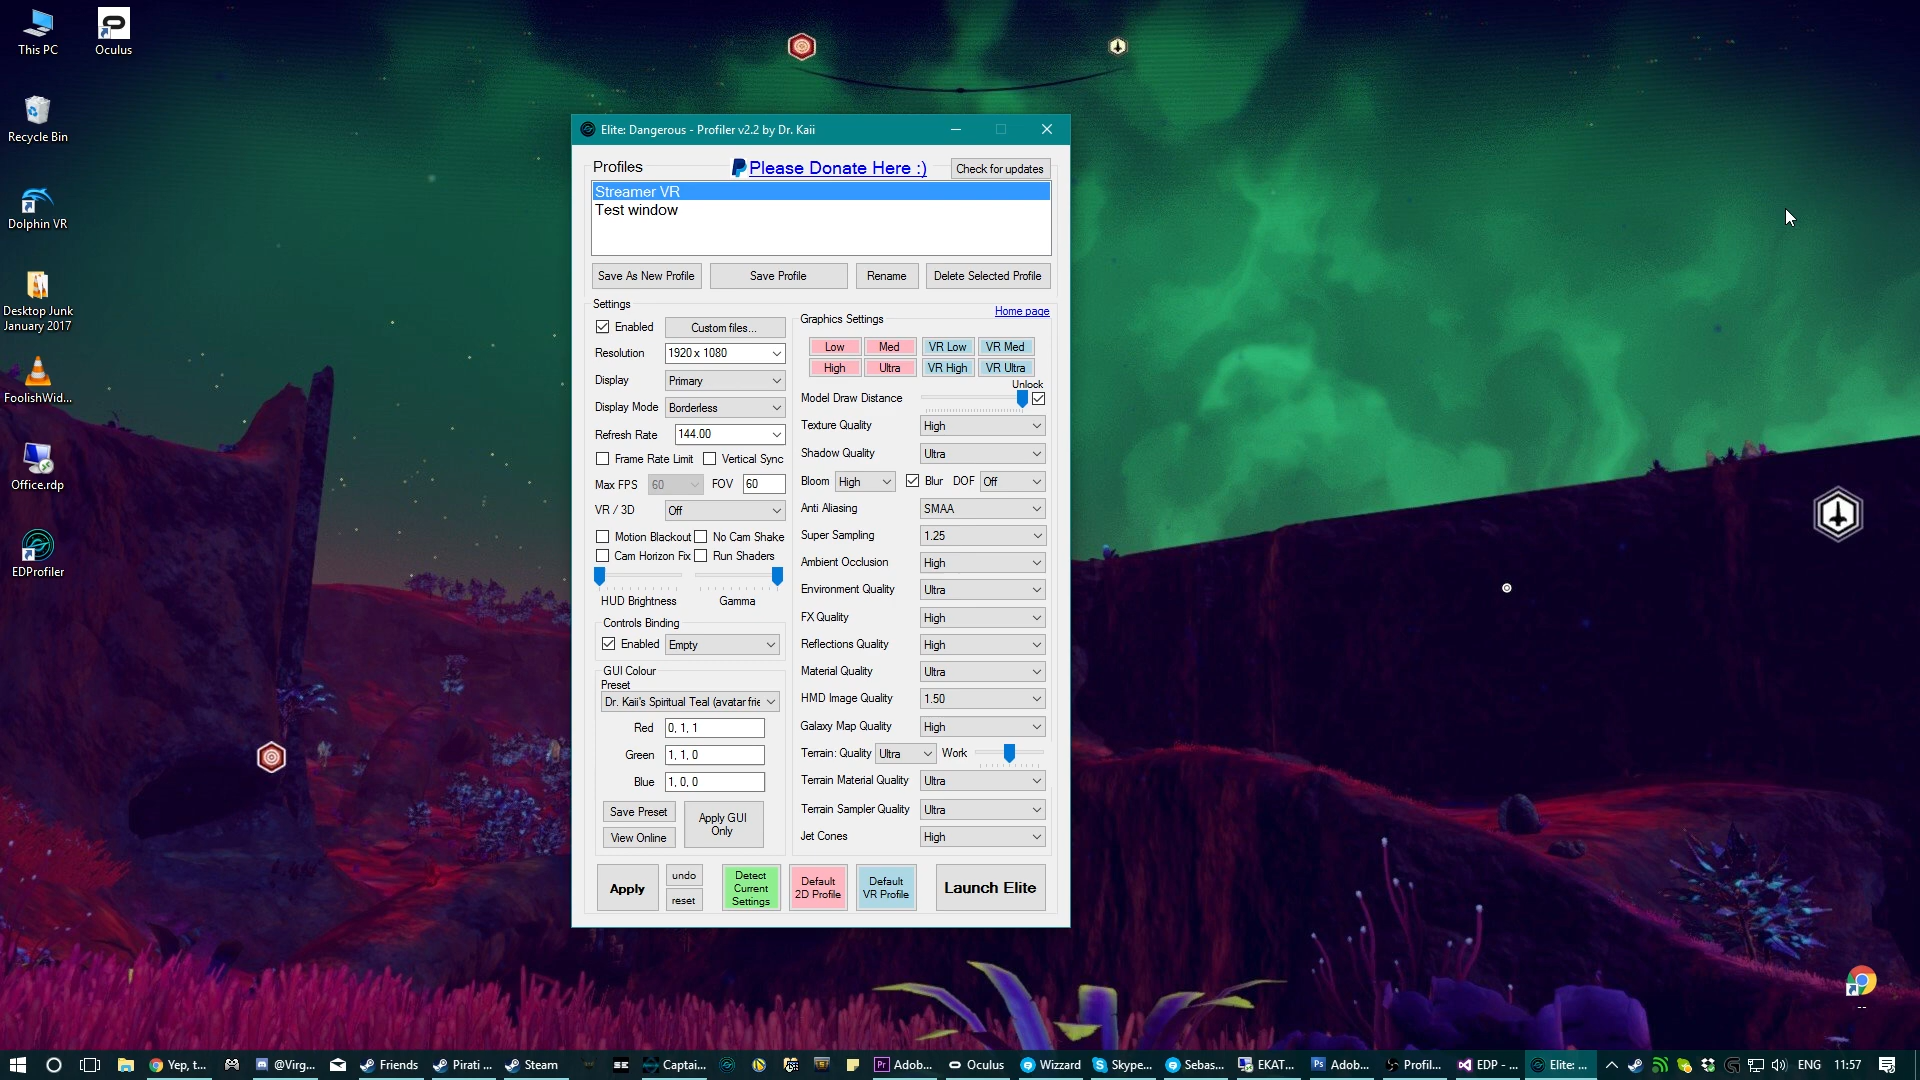 This PC
Oculus
Recycle Bin
Dolphin VR
Desktop Junk
January 2017
FoolishWid...
Office.rdp
EDProfiler
Elite: Dangerous - Profiler v2.2 by Dr. Kaii
Profiles
Please Donate Here :)
Check for updates
Streamer VR
Test window
Save As New Profile
Save Profile
Rename
Delete Selected Profile
Settings
Home page
Enabled
Custom files...
Resolution
1920 x 1080
Display
Primary
Display Mode
Borderless
Refresh Rate
144.00
Frame Rate Limit
Vertical Sync
Max FPS
60
FOV
60
VR / 3D
Off
Motion Blackout
No Cam Shake
Cam Horizon Fix
Run Shaders
HUD Brightness
Gamma
Controls Binding
Enabled
Empty
GUI Colour
Preset
Dr. Kaii's Spiritual Teal (avatar frie
Red
0, 1, 1
Green
1, 1, 0
Blue
1, 0, 0
Save Preset
View Online
Apply GUI
Only
Graphics Settings
Low
Med
VR Low
VR Med
High
Ultra
VR High
VR Ultra
Unlock
Model Draw Distance
Texture Quality
High
Shadow Quality
Ultra
Bloom
High
Blur
DOF
Off
Anti Aliasing
SMAA
Super Sampling
1.25
Ambient Occlusion
High
Environment Quality
Ultra
FX Quality
High
Reflections Quality
High
Material Quality
Ultra
HMD Image Quality
1.50
Galaxy Map Quality
High
Terrain: Quality
Ultra
Work
Terrain Material Quality
Ultra
Terrain Sampler Quality
Ultra
Jet Cones
High
Apply
undo
reset
Detect
Current
Settings
Default
2D Profile
Default
VR Profile
Launch Elite
--
Yep, t...
@Virg...
Friends
Pirati ...
Steam
Captai...
Adob...
Oculus
Wizzard
Skype...
Sebas...
EKAT...
Adob...
Profil...
EDP - ...
Elite: ...
ENG
11:57